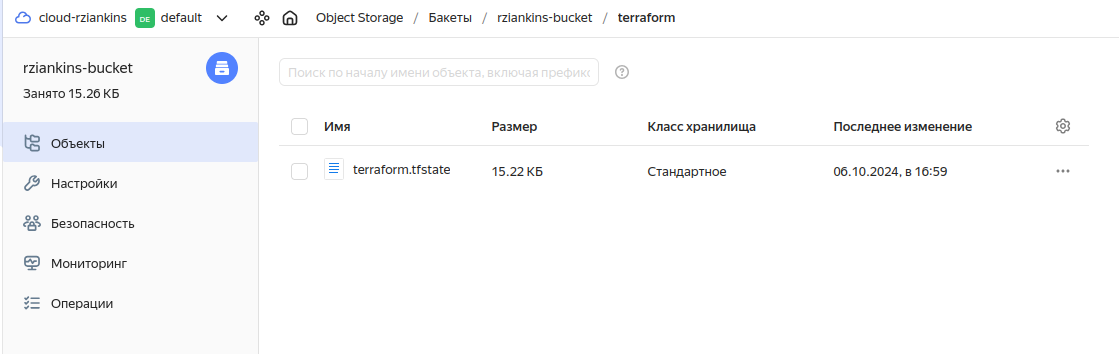 cloud-rziankins DE default Object Storage / Бакеты / rziankins-bucket / terraform
rziankins-bucket
Занято 15.26 КБ
Объекты
Настройки
Безопасность
Мониторинг
Операции
Поиск по началу имени объекта, включая префикс
Имя Размер Класс хранилища Последнее изменение
terraform.tfstate 15.22 КБ Стандартное 06.10.2024, в 16:59